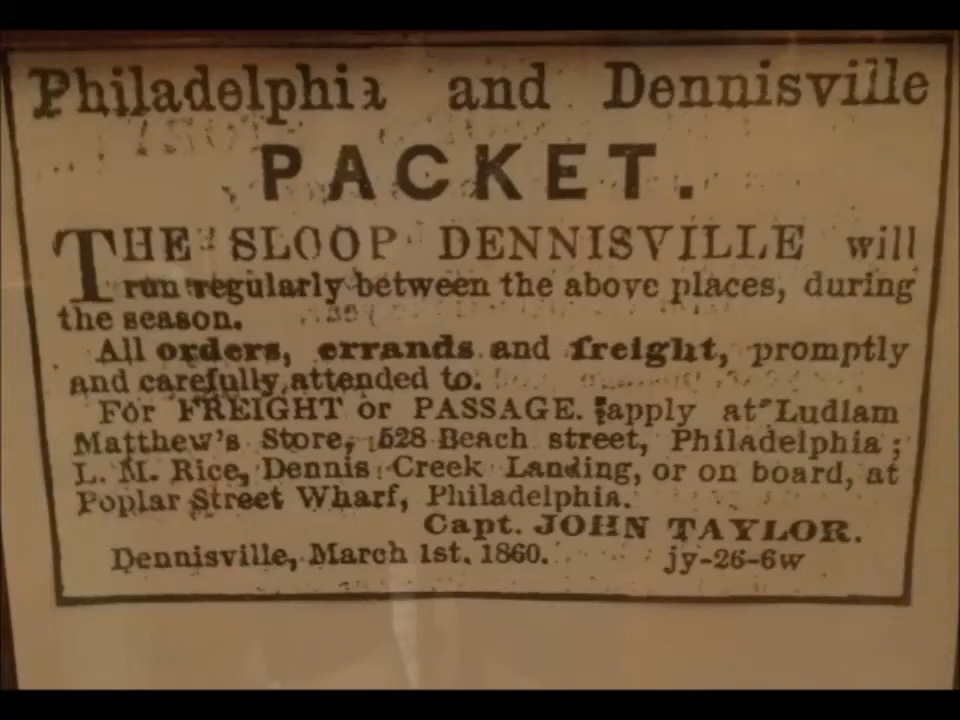 Philadelphia and Dennisville
PACKET.
THE SLOOP DENNISVILLE will
run regularly between the above places, during
the season.
All orders, errands and freight, promptly
and carefully attended to.
For FREIGHT or PASSAGE. apply at Ludlam
Matthew's Store, 528 Beach street, Philadelphia;
L. M. Rice, Dennis Creek Landing, or on board, at
Poplar Street Wharf, Philadelphia.
Capt. JOHN TAYLOR.
Dennisville, March 1st. 1860. jy-26-6w